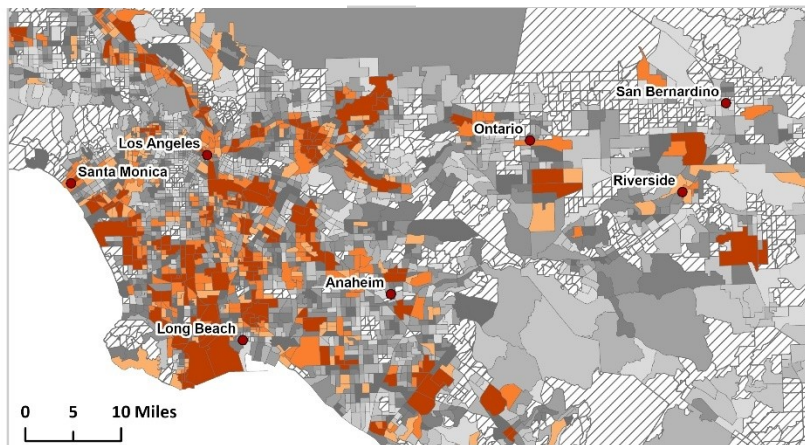 San Bernardino
Ontario
Los Angeles
Santa Monica
Riverside
Anaheim
Long Beach
0 5 10 Miles